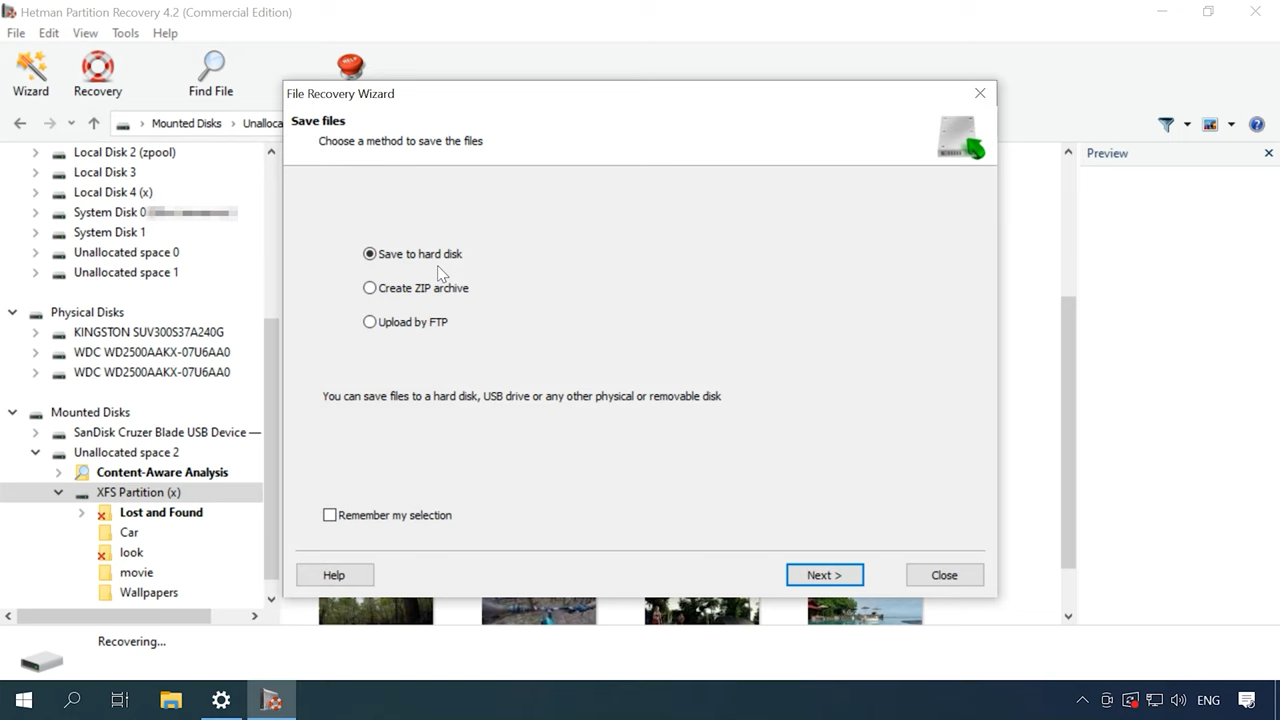 Hetman Partition Recovery 4.2 (Commercial Edition)
File Edit View Tools Help
Wizard Recovery Find File
HELP
Mounted Disks Unalloca
Preview
Local Disk 2 (zpool)
Local Disk 3
Local Disk 4 (x)
System Disk 0
System Disk 1
Unallocated space 0
Unallocated space 1
Physical Disks
KINGSTON SUV300S37A240G
WDC WD2500AAKX-07U6AA0
WDC WD2500AAKX-07U6AA0
Mounted Disks
SanDisk Cruzer Blade USB Device —
Unallocated space 2
Content-Aware Analysis
XFS Partition (x)
Lost and Found
Car
look
movie
Wallpapers
File Recovery Wizard
Save files
Choose a method to save the files
Save to hard disk
Create ZIP archive
Upload by FTP
You can save files to a hard disk, USB drive or any other physical or removable disk
Remember my selection
Help Next > Close
Recovering...
ENG